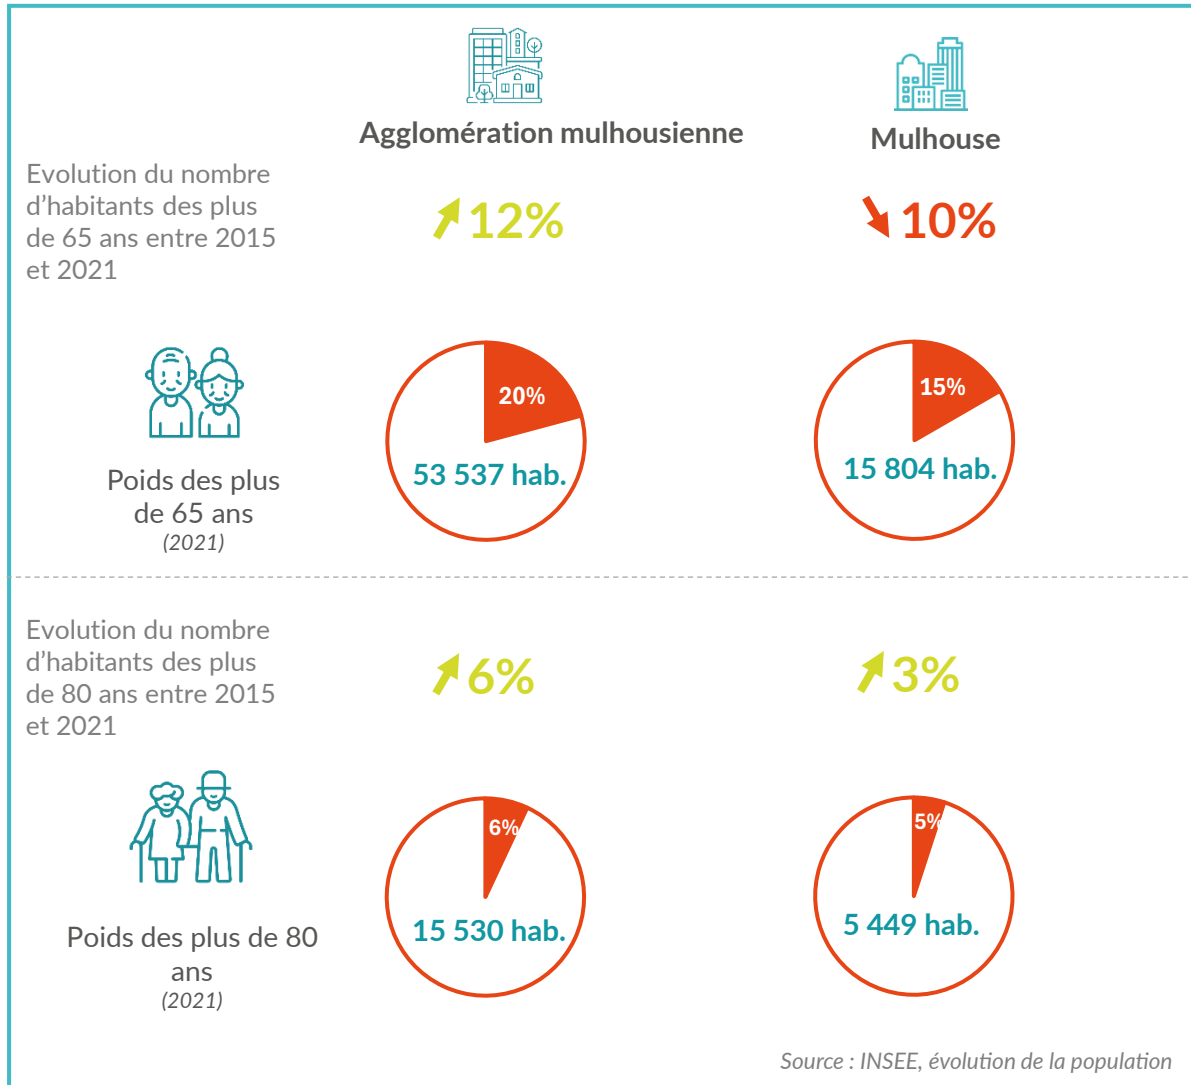 Agglomération mulhousienne
Mulhouse
Evolution du nombre
d’habitants des plus
de 65 ans entre 2015
et 2021
12%
10%
20%
53 537 hab.
15%
15 804 hab.
Poids des plus
de 65 ans
(2021)
Evolution du nombre
d’habitants des plus
de 80 ans entre 2015
et 2021
6%
3%
6%
15 530 hab.
5%
5 449 hab.
Poids des plus de 80
ans
(2021)
Source : INSEE, évolution de la population